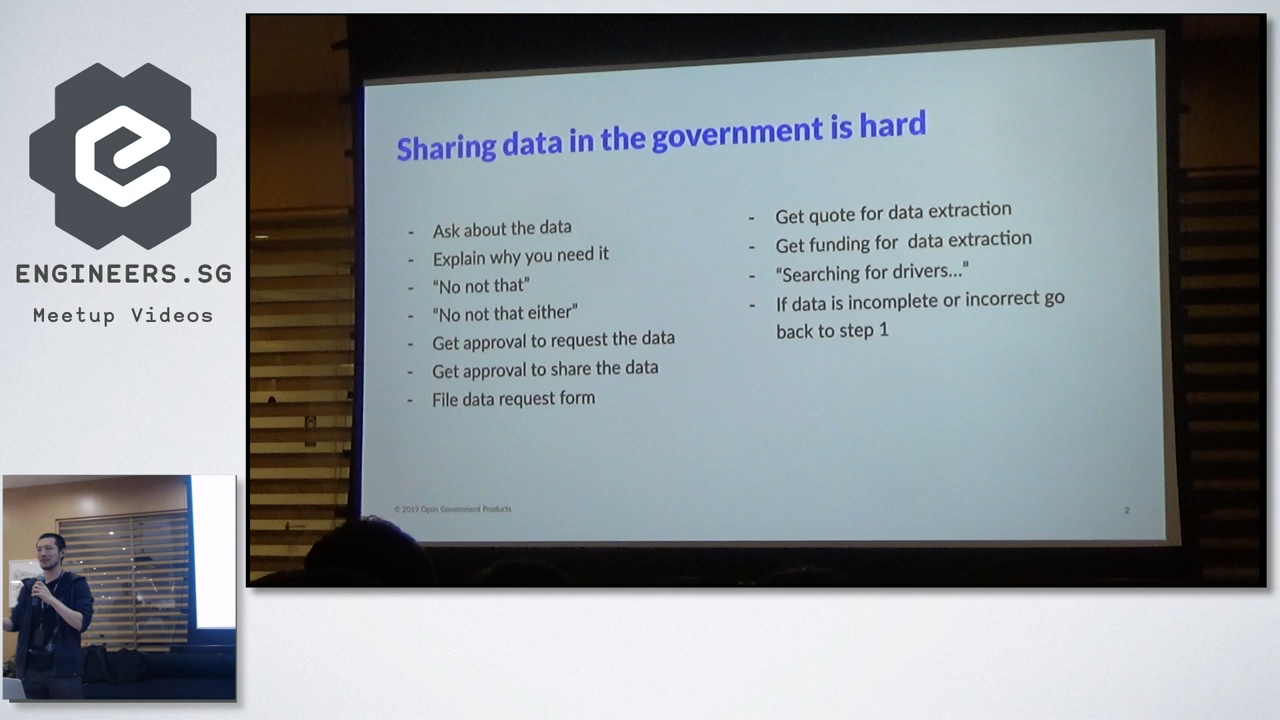 ENGINEERS.SG
Meetup Videos
Sharing data in the government is hard
- Ask about the data
- Explain why you need it
- “No not that”
- “No not that either”
- Get approval to request the data
- Get approval to share the data
- File data request form
- Get quote for data extraction
- Get funding for data extraction
- “Searching for drivers...”
- If data is incomplete or incorrect go
back to step 1
© 2019 Open Government Products
2